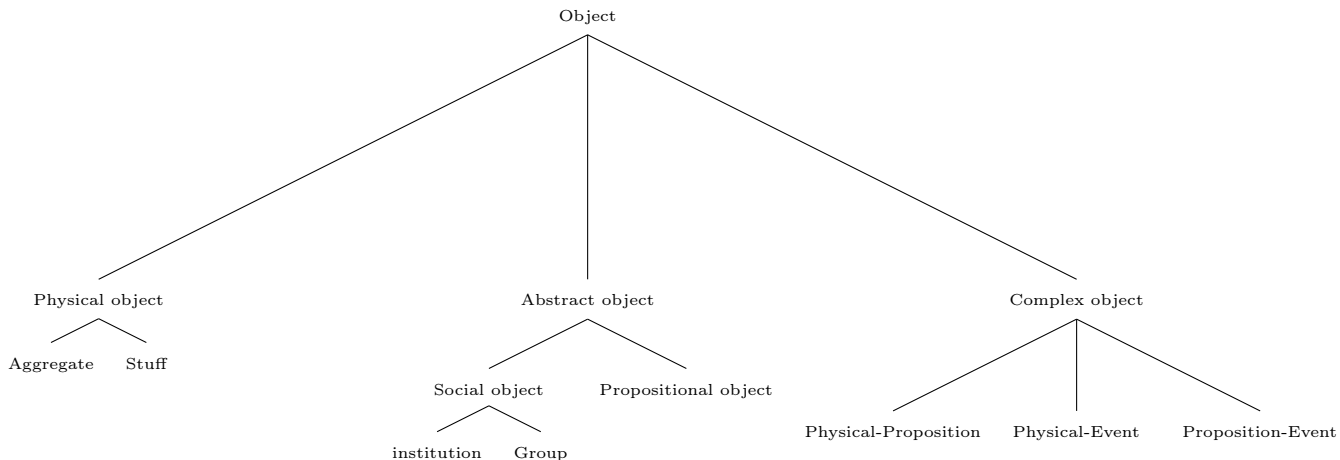 Object
Physical object
Abstract object
Complex object
Aggregate
Stuff
Social object
Propositional object
institution
Group
Physical-Proposition
Physical-Event
Proposition-Event